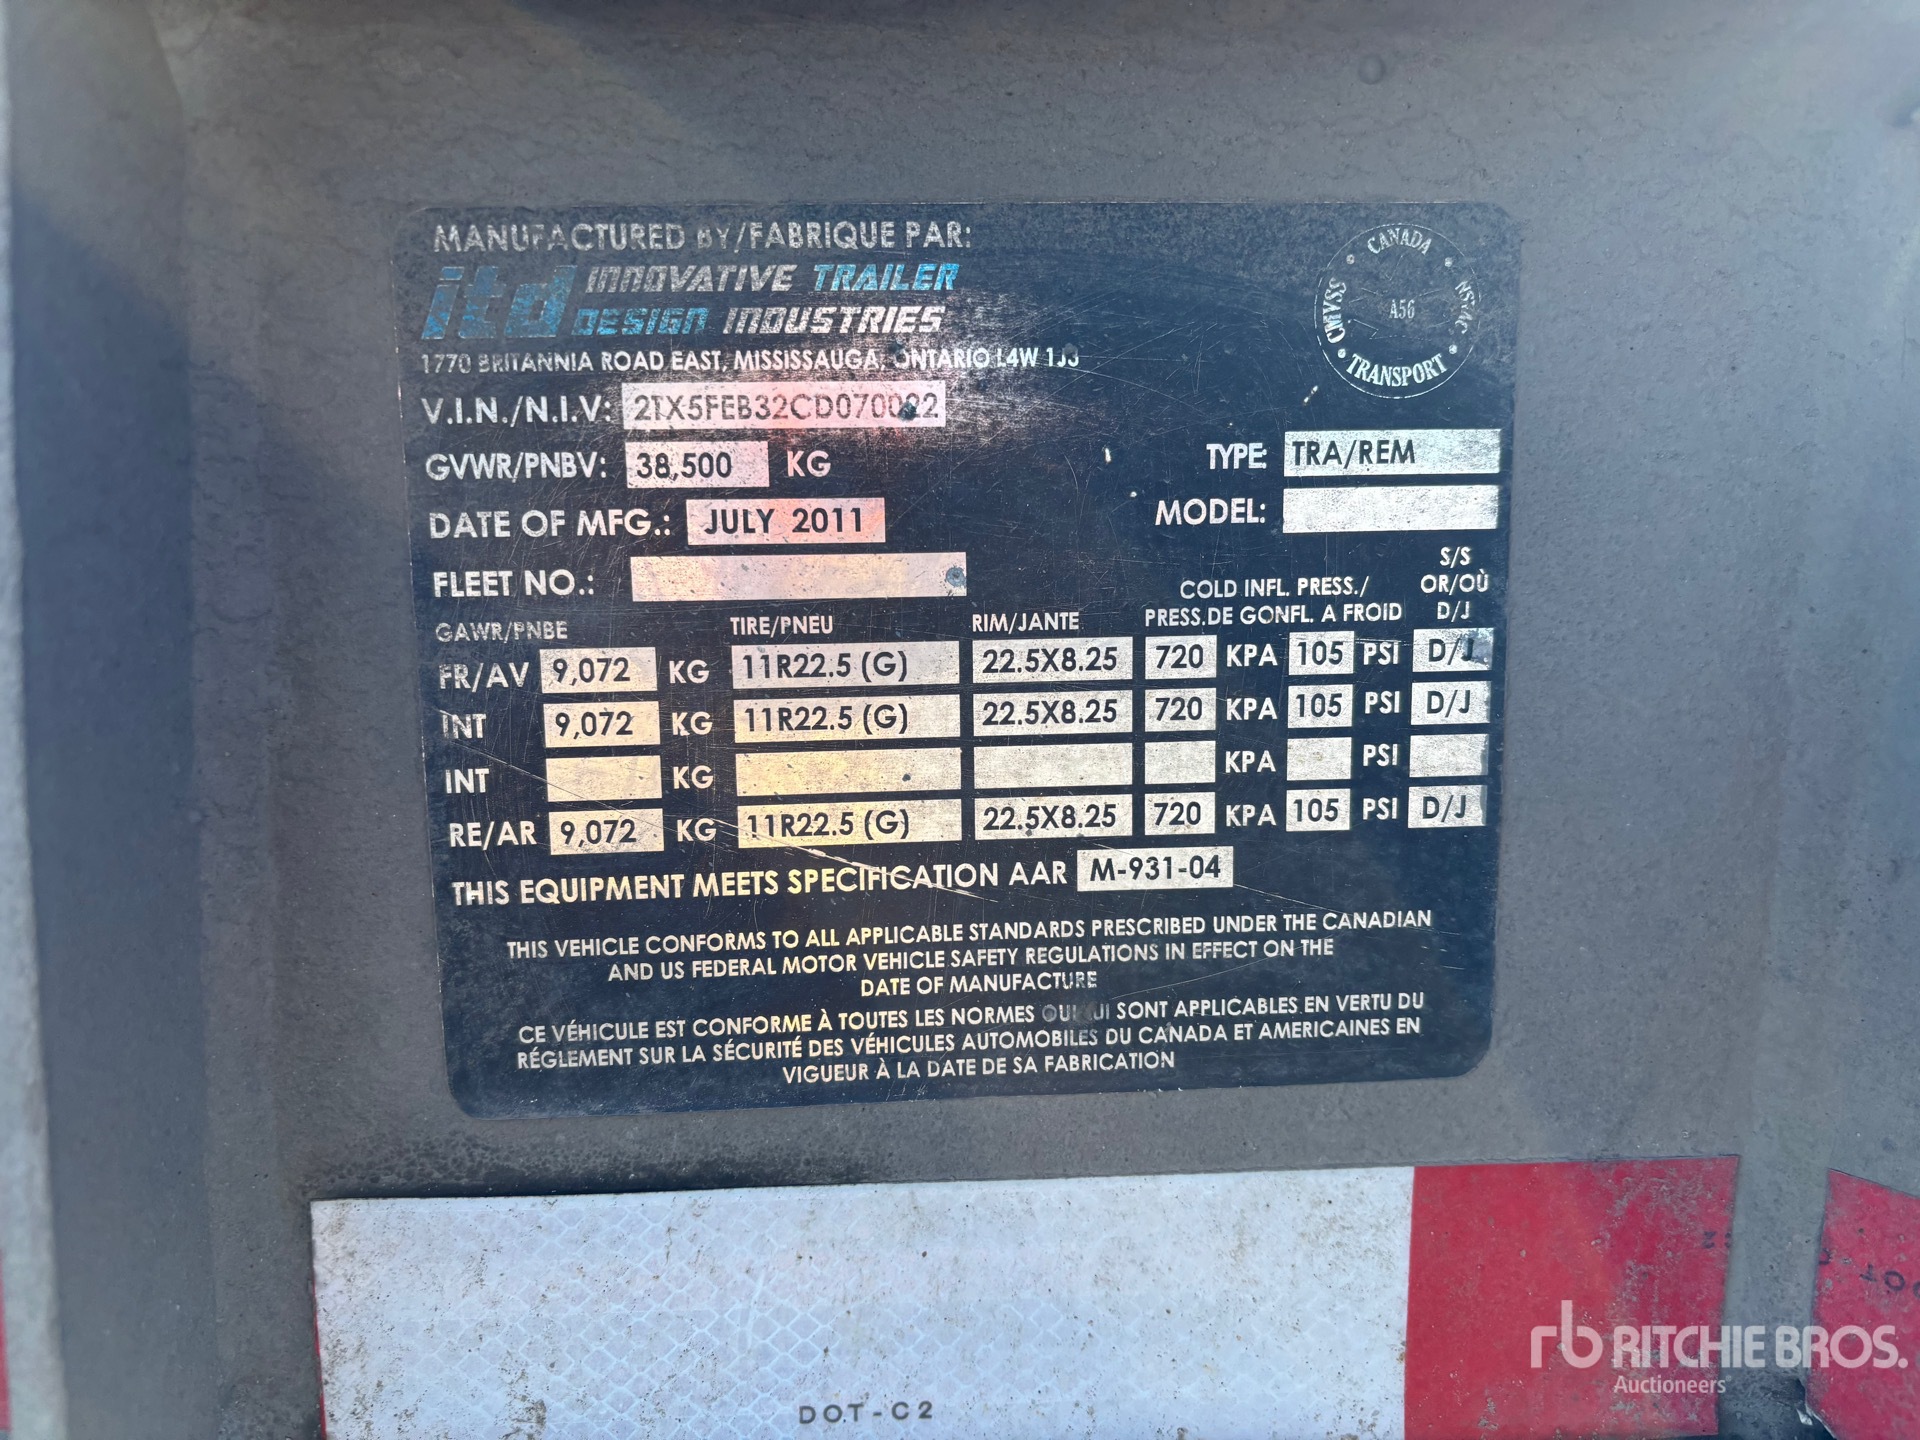 MANUFACTURED BY/FABRIQUE PAR:
itd INNOVATIVE TRAILER
DESIGN INDUSTRIES
1770 BRITANNIA ROAD EAST, MISSISSAUGA, ONTARIO L4W 1J3
CANADA
NSVAC
TRANSPORT
CMVSS
A56
V.I.N./N.I.V: 2TX5FEB32CD070022
GVWR/PNBV: 38,500 KG
TYPE: TRA/REM
DATE OF MFG.: JULY 2011
MODEL:
FLEET NO.:
S/S
COLD INFL. PRESS./ OR/OÙ
GAWR/PNBE TIRE/PNEU RIM/JANTE PRESS.DE GONFL. A FROID D/J
FR/AV 9,072 KG 11R22.5 (G) 22.5X8.25 720 KPA 105 PSI D/J
INT 9,072 KG 11R22.5 (G) 22.5X8.25 720 KPA 105 PSI D/J
INT KG KPA PSI
RE/AR 9,072 KG 11R22.5 (G) 22.5X8.25 720 KPA 105 PSI D/J
THIS EQUIPMENT MEETS SPECIFICATION AAR M-931-04
THIS VEHICLE CONFORMS TO ALL APPLICABLE STANDARDS PRESCRIBED UNDER THE CANADIAN
AND US FEDERAL MOTOR VEHICLE SAFETY REGULATIONS IN EFFECT ON THE
DATE OF MANUFACTURE
CE VÉHICULE EST CONFORME À TOUTES LES NORMES SONT APPLICABLES EN VERTU DU
RÉGLEMENT SUR LA SÉCURITÉ DES VÉHICULES AUTOMOBILES DU CANADA ET AMERICAINES EN
VIGUEUR À LA DATE DE SA FABRICATION
DOT-C2
rb RITCHIE BROS.
Auctioneers